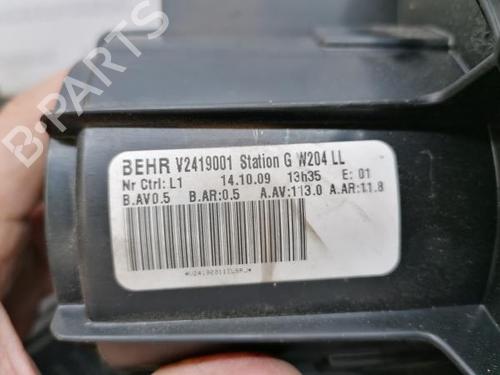 BEHR V2419001 Station G W204 LL
Nr Ctrl: L1 14.10.09 13h35 E: 01
B.AV0.5 B.AR:0.5 A.AV:113.0 A.AR:11.8
B-PARTS